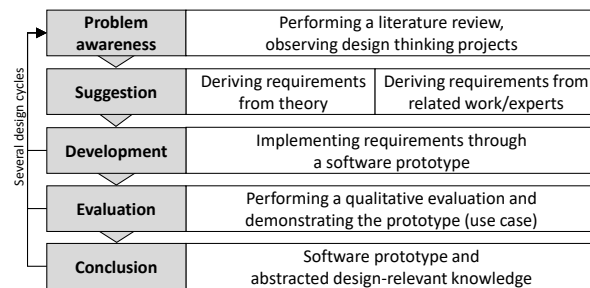 Several design cycles
Problem
awareness
Performing a literature review,
observing design thinking projects
Suggestion
Deriving requirements
from theory
Deriving requirements from
related work/experts
Development
Implementing requirements through
a software prototype
Evaluation
Performing a qualitative evaluation and
demonstrating the prototype (use case)
Conclusion
Software prototype and
abstracted design-relevant knowledge